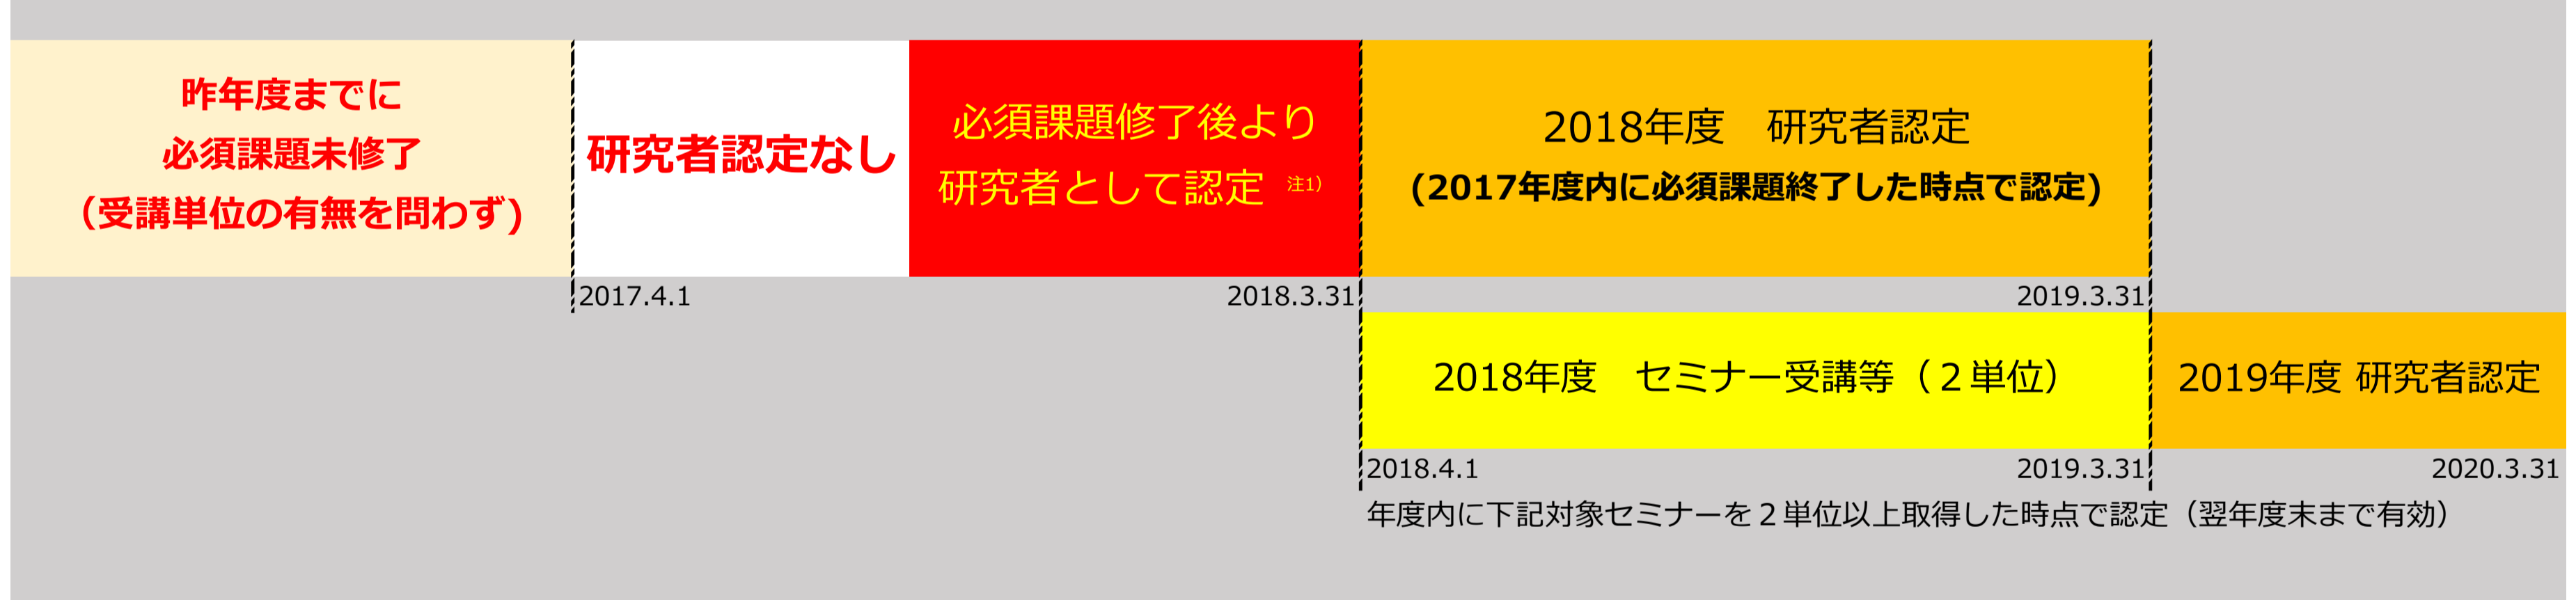 昨年度までに
必須課題未修了
（受講単位の有無を問わず)
研究者認定なし
必須課題修了後より
研究者として認定 注1）
2018年度　研究者認定
(2017年度内に必須課題終了した時点で認定)
2017.4.1
2018.3.31
2019.3.31
2018年度　セミナー受講等（２単位）
2019年度 研究者認定
2018.4.1
2019.3.31
2020.3.31
年度内に下記対象セミナーを２単位以上取得した時点で認定（翌年度末まで有効）